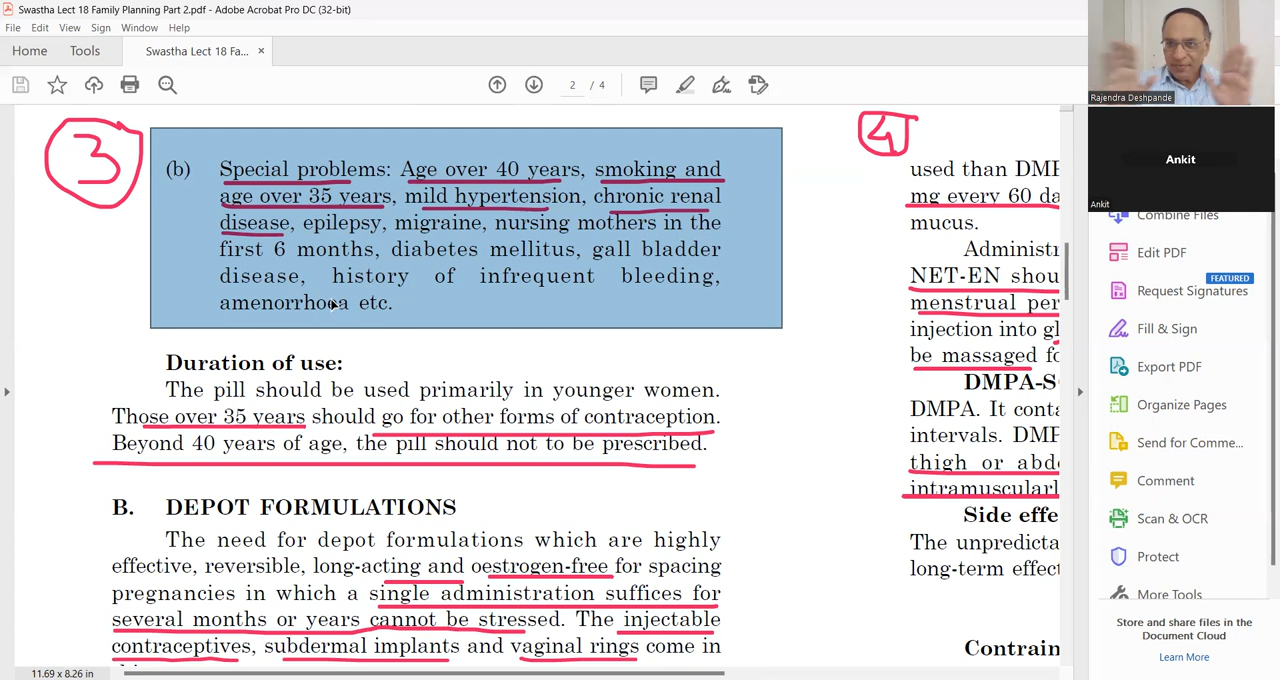 Swastha Lect 18 Family Planning Part 2.pdf - Adobe Acrobat Pro DC (32-bit)
File Edit View Sign Window Help
Home Tools Swastha Lect 18 Fa... ×
2 / 4
Rajendra Deshpande
Ankit
Ankit
3
(b) Special problems: Age over 40 years, smoking and
age over 35 years, mild hypertension, chronic renal
disease, epilepsy, migraine, nursing mothers in the
first 6 months, diabetes mellitus, gall bladder
disease, history of infrequent bleeding,
amenorrhoea etc.
Duration of use:
The pill should be used primarily in younger women.
Those over 35 years should go for other forms of contraception.
Beyond 40 years of age, the pill should not to be prescribed.
B. DEPOT FORMULATIONS
The need for depot formulations which are highly
effective, reversible, long-acting and oestrogen-free for spacing
pregnancies in which a single administration suffices for
several months or years cannot be stressed. The injectable
contraceptives, subdermal implants and vaginal rings come in
4
used than DMP
mg every 60 da
mucus.
Administr
NET-EN shou
menstrual per
injection into gl
be massaged fo
DMPA-S
DMPA. It conta
intervals. DMP
thigh or abd
intramuscularl
Side effe
The unpredicta
long-term effect
Contrain
Combine Files
Edit PDF
FEATURED
Request Signatures
Fill & Sign
Export PDF
Organize Pages
Send for Comme...
Comment
Scan & OCR
Protect
More Tools
Store and share files in the
Document Cloud
Learn More
11.69 x 8.26 in